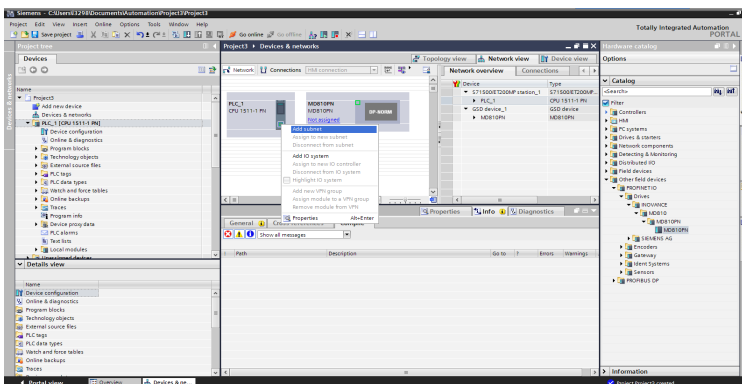 Siemens - C:\Users\13298\Documents\Automation\Project3\Project3
Project Edit View Insert Online Options Tools Window Help
Totally Integrated Automation
PORTAL
Save project
Go online
Go offline
Project tree
Project3 ▸ Devices & networks
Hardware catalog
Devices
Topology view
Network view
Device view
Options
Network
Connections
HMI connection
Network overview
Connections
Name
Project3
Add new device
Devices & networks
PLC_1 [CPU 1511-1 PN]
Device configuration
Online & diagnostics
Program blocks
Technology objects
External source files
PLC tags
PLC data types
Watch and force tables
Online backups
Traces
Program info
Device proxy data
PLC alarms
Text lists
Local modules
Unassigned devices
Devices & networks
PLC_1
CPU 1511-1 PN
MD810PN
MD810PN
Not assigned
DP-NORM
Add subnet
Assign to new subnet
Disconnect from subnet
Add IO system
Assign to new IO controller
Disconnect from IO system
Highlight IO system
Add new VPN group
Assign module to a VPN group
Remove module from VPN
Properties Alt+Enter
Device
Type
S71500/ET200MP station_1
S71500/ET200MP...
PLC_1
CPU 1511-1 PN
GSD device_1
GSD device
MD810PN
MD810PN
Catalog
<Search>
Filter
Controllers
HMI
PC systems
Drives & starters
Network components
Detecting & Monitoring
Distributed IO
Field devices
Other field devices
PROFINET IO
Drives
INOVANCE
MD810
MD810PN
MD810PN
SIEMENS AG
Encoders
Gateway
Ident Systems
Sensors
PROFIBUS DP
Properties
Info
Diagnostics
General
Show all messages
! Path Description Go to ? Errors Warnings
Details view
Name
Device configuration
Online & diagnostics
Program blocks
Technology objects
External source files
PLC tags
PLC data types
Watch and force tables
Online backups
Traces
Information
Portal view
Overview
Devices & ne...
Project Project3 created.